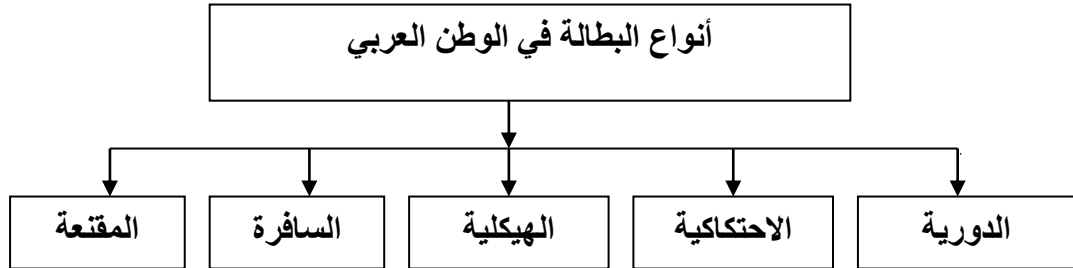 أنواع البطالة في الوطن العربي
الدورية
الاحتكاكية
الهيكلية
السافرة
المقنعة